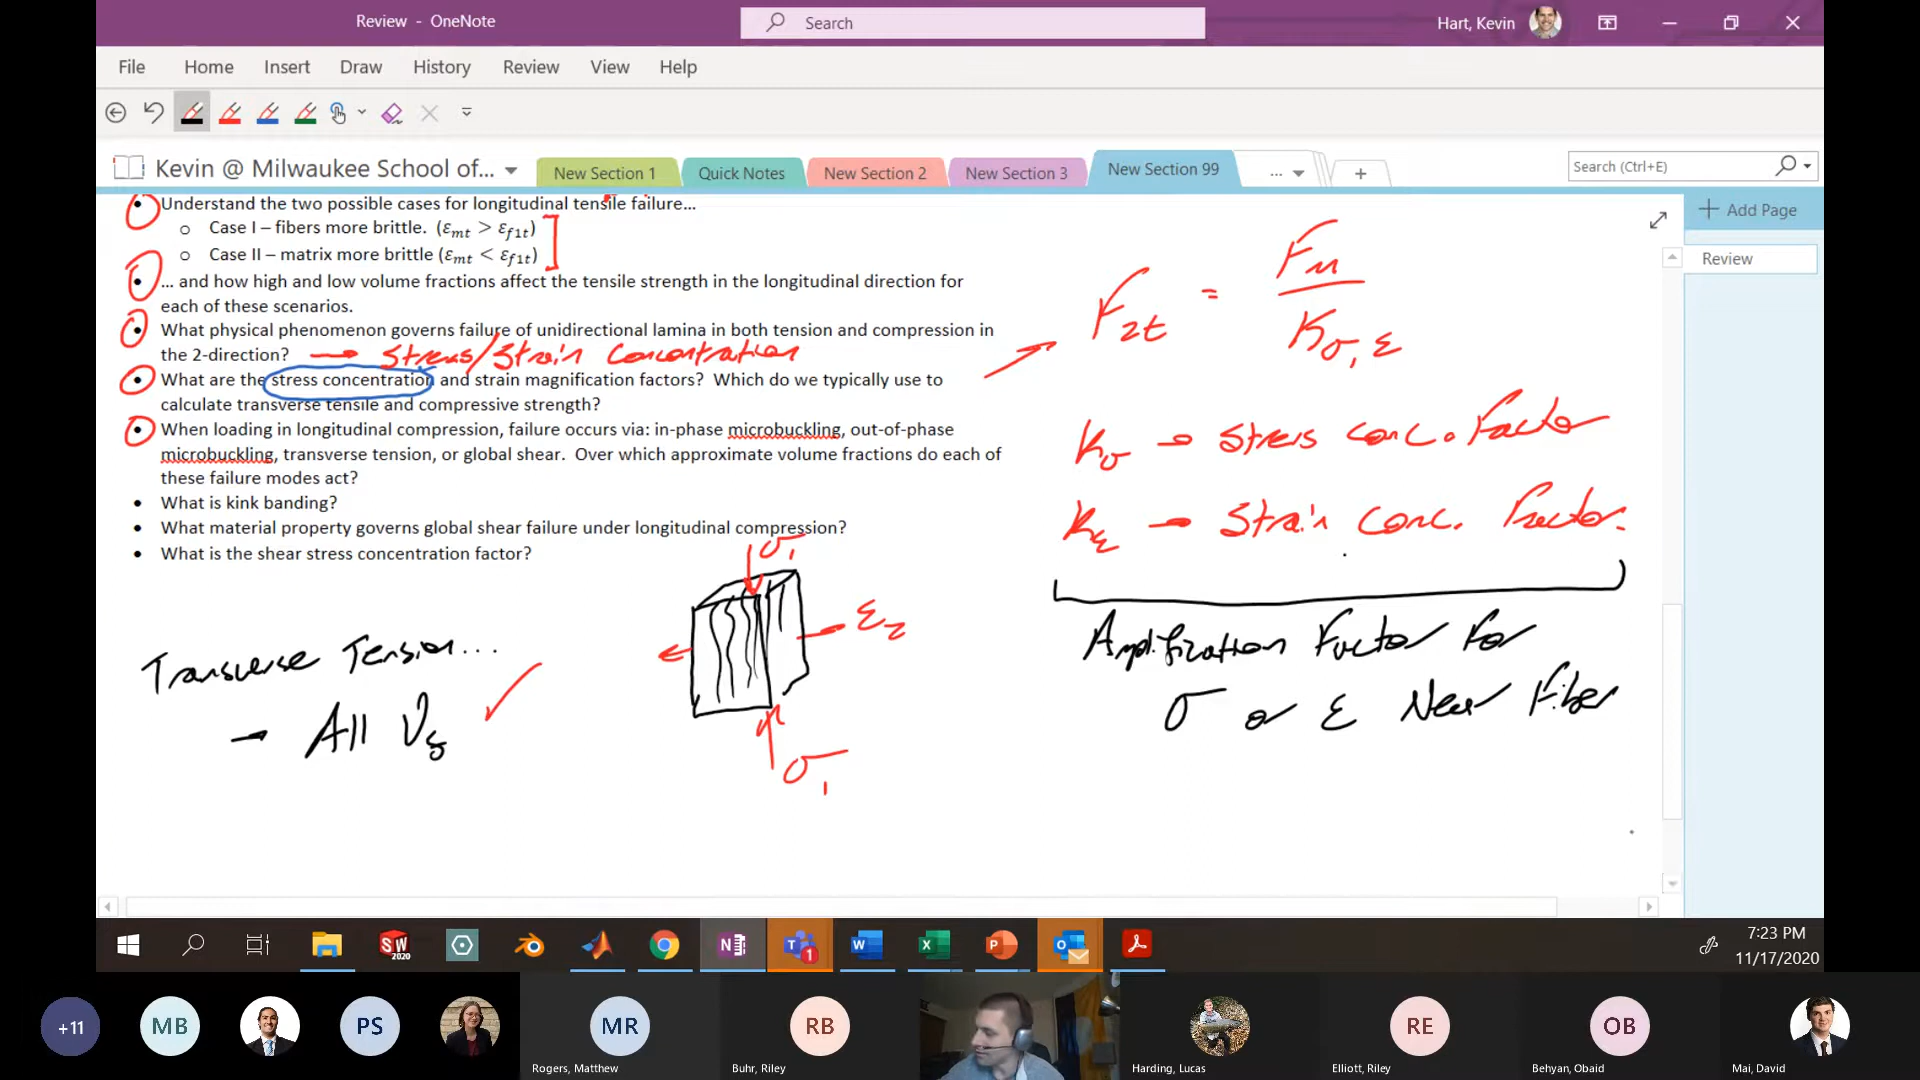 Review - OneNote
Search
Hart, Kevin
File Home Insert Draw History Review View Help
Kevin @ Milwaukee School of...
New Section 1
Quick Notes
New Section 2
New Section 3
New Section 99
...
Search (Ctrl+E)
Add Page
Review
• Understand the two possible cases for longitudinal tensile failure…
o Case I – fibers more brittle. (εmt > εf1t)
o Case II – matrix more brittle (εmt < εf1t)
• … and how high and low volume fractions affect the tensile strength in the longitudinal direction for
each of these scenarios.
• What physical phenomenon governs failure of unidirectional lamina in both tension and compression in
the 2-direction? → Stress/Strain Concentration
• What are the stress concentration and strain magnification factors? Which do we typically use to
calculate transverse tensile and compressive strength?
• When loading in longitudinal compression, failure occurs via: in-phase microbuckling, out-of-phase
microbuckling, transverse tension, or global shear. Over which approximate volume fractions do each of
these failure modes act?
• What is kink banding?
• What material property governs global shear failure under longitudinal compression?
• What is the shear stress concentration factor?
F2t = FM / Kσ,ε
Kσ → Stress conc. Factor
Kε → Strain Conc. Factor.
Amplification Factor For
σ or ε Near Fiber
σ1
ε2
σ1
Transverse Tension...
→ All Vf
SW
2020
1
7:23 PM
11/17/2020
+11
MB
PS
MR
RB
RE
OB
Rogers, Matthew
Buhr, Riley
Harding, Lucas
Elliott, Riley
Behyan, Obaid
Mai, David